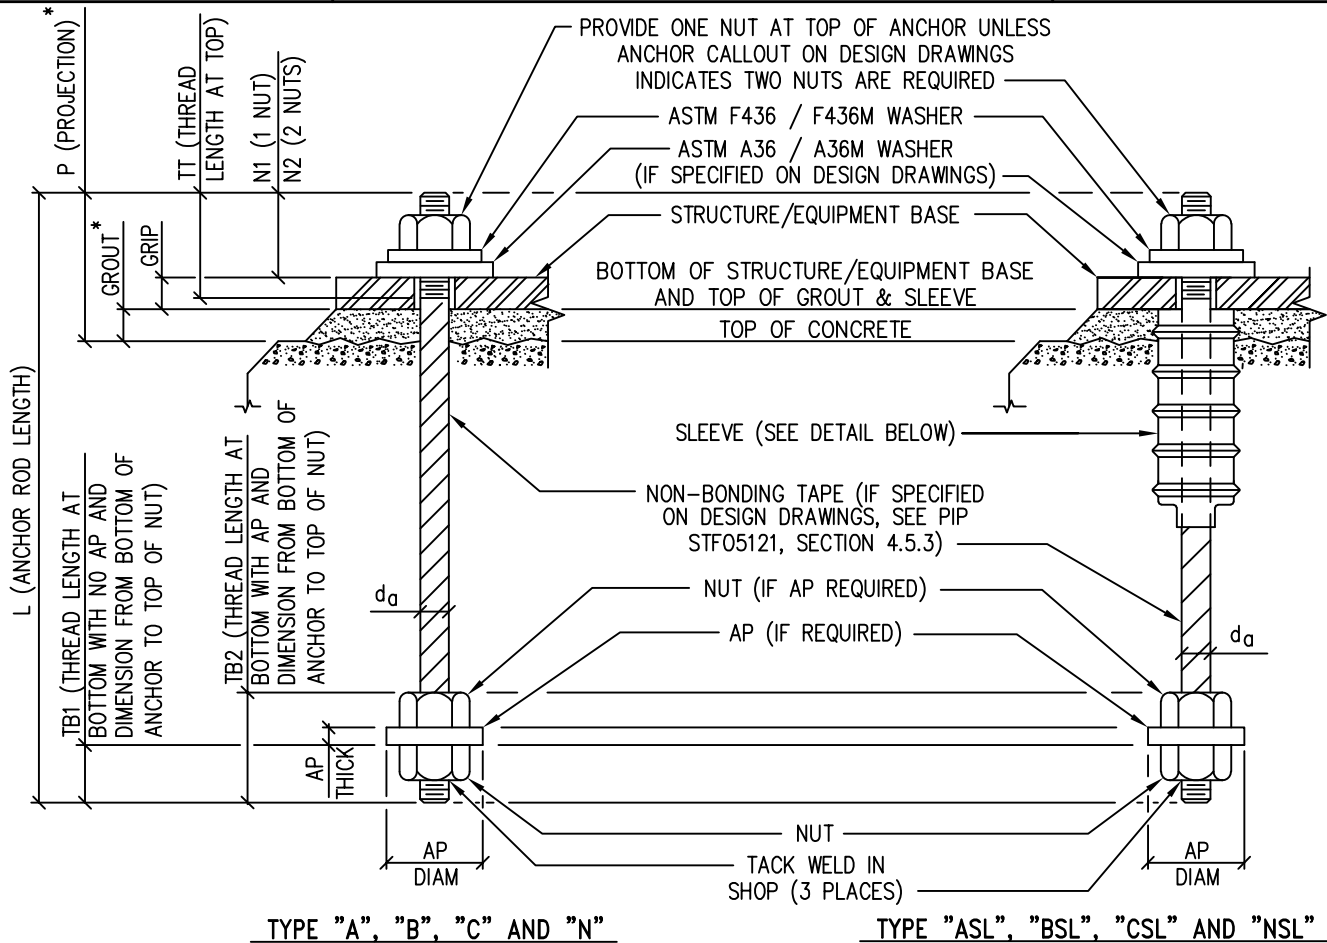 P (PROJECTION)*
TT (THREAD
LENGTH AT TOP)
N1 (1 NUT)
N2 (2 NUTS)
GROUT*
GRIP
L (ANCHOR ROD LENGTH)
TB1 (THREAD LENGTH AT
BOTTOM WITH NO AP AND
DIMENSION FROM BOTTOM OF
ANCHOR TO TOP OF NUT)
TB2 (THREAD LENGTH AT
BOTTOM WITH AP AND
DIMENSION FROM BOTTOM OF
ANCHOR TO TOP OF NUT)
PROVIDE ONE NUT AT TOP OF ANCHOR UNLESS
ANCHOR CALLOUT ON DESIGN DRAWINGS
INDICATES TWO NUTS ARE REQUIRED
ASTM F436 / F436M WASHER
ASTM A36 / A36M WASHER
(IF SPECIFIED ON DESIGN DRAWINGS)
STRUCTURE/EQUIPMENT BASE
BOTTOM OF STRUCTURE/EQUIPMENT BASE
AND TOP OF GROUT & SLEEVE
TOP OF CONCRETE
SLEEVE (SEE DETAIL BELOW)
NON-BONDING TAPE (IF SPECIFIED
ON DESIGN DRAWINGS, SEE PIP
STF05121, SECTION 4.5.3)
NUT (IF AP REQUIRED)
AP (IF REQUIRED)
da
da
AP
THICK
NUT
TACK WELD IN
SHOP (3 PLACES)
AP
DIAM
AP
DIAM
TYPE "A", "B", "C" AND "N"
TYPE "ASL", "BSL", "CSL" AND "NSL"